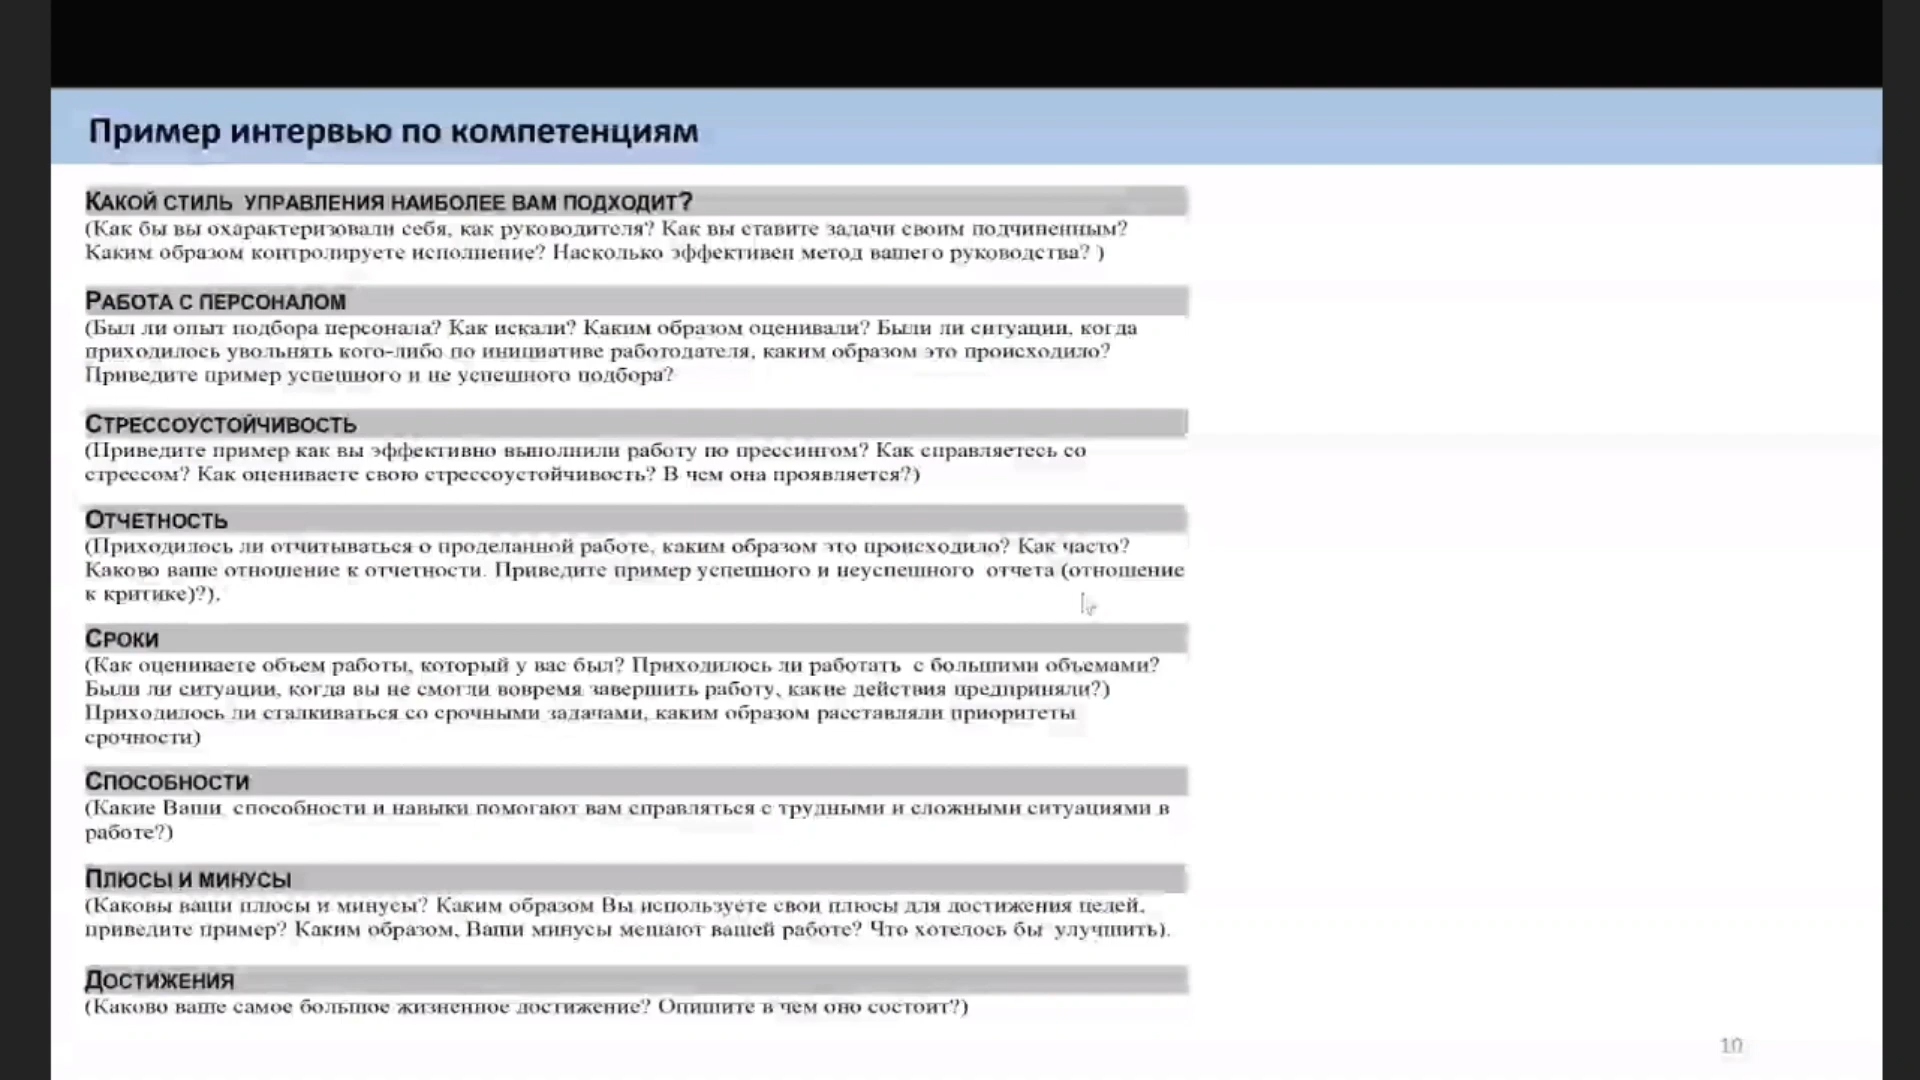 Пример интервью по компетенциям
Какой стиль управления наиболее вам подходит?
(Как бы вы охарактеризовали себя, как руководителя? Как вы ставите задачи своим подчиненным?
Каким образом контролируете исполнение? Насколько эффективен метод вашего руководства? )
Работа с персоналом
(Был ли опыт подбора персонала? Как искали? Каким образом оценивали? Были ли ситуации, когда
приходилось увольнять кого-либо по инициативе работодателя, каким образом это происходило?
Приведите пример успешного и не успешного подбора?
Стрессоустойчивость
(Приведите пример как вы эффективно выполнили работу по прессингом? Как справляетесь со
стрессом? Как оцениваете свою стрессоустойчивость? В чем она проявляется?)
Отчетность
(Приходилось ли отчитываться о проделанной работе, каким образом это происходило? Как часто?
Каково ваше отношение к отчетности. Приведите пример успешного и неуспешного отчета (отношение
к критике)?).
Сроки
(Как оцениваете объем работы, который у вас был? Приходилось ли работать с большими объемами?
Были ли ситуации, когда вы не смогли вовремя завершить работу, какие действия предприняли?)
Приходилось ли сталкиваться со срочными задачами, каким образом расставляли приоритеты
срочности)
Способности
(Какие Ваши способности и навыки помогают вам справляться с трудными и сложными ситуациями в
работе?)
Плюсы и минусы
(Каковы ваши плюсы и минусы? Каким образом Вы используете свои плюсы для достижения целей,
приведите пример? Каким образом, Ваши минусы мешают вашей работе? Что хотелось бы улучшить).
Достижения
(Каково ваше самое большое жизненное достижение? Опишите в чем оно состоит?)
10